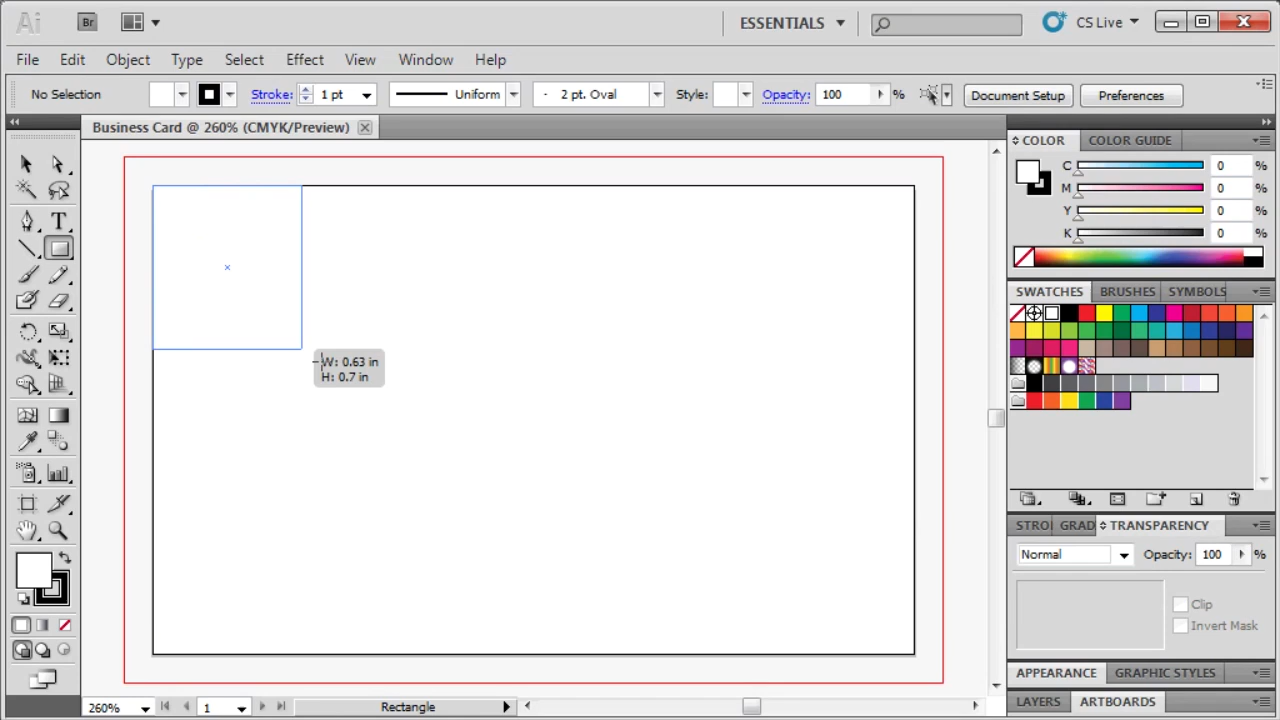 Ai Br ESSENTIALS CS Live
File Edit Object Type Select Effect View Window Help
No Selection Stroke: 1 pt Uniform 2 pt. Oval Style: Opacity: 100 % Document Setup Preferences
Business Card @ 260% (CMYK/Preview)
COLOR COLOR GUIDE
C 0 %
M 0 %
Y 0 %
K 0 %
SWATCHES BRUSHES SYMBOLS
W: 0.63 in
H: 0.7 in
STRO GRAD TRANSPARENCY
Normal Opacity: 100 %
Clip
Invert Mask
APPEARANCE GRAPHIC STYLES
LAYERS ARTBOARDS
260% 1 Rectangle